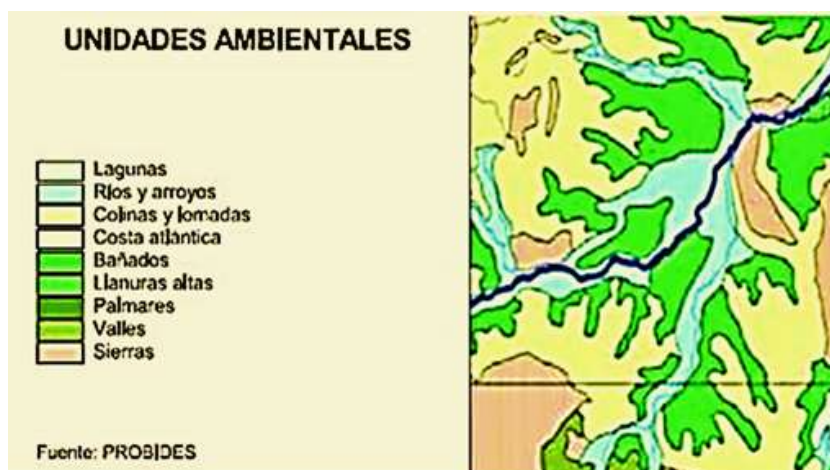 UNIDADES AMBIENTALES
Lagunas
Ríos y arroyos
Colinas y lomadas
Costa atlántica
Bañados
Llanuras altas
Palmares
Valles
Sierras
Fuente: PROBIDES